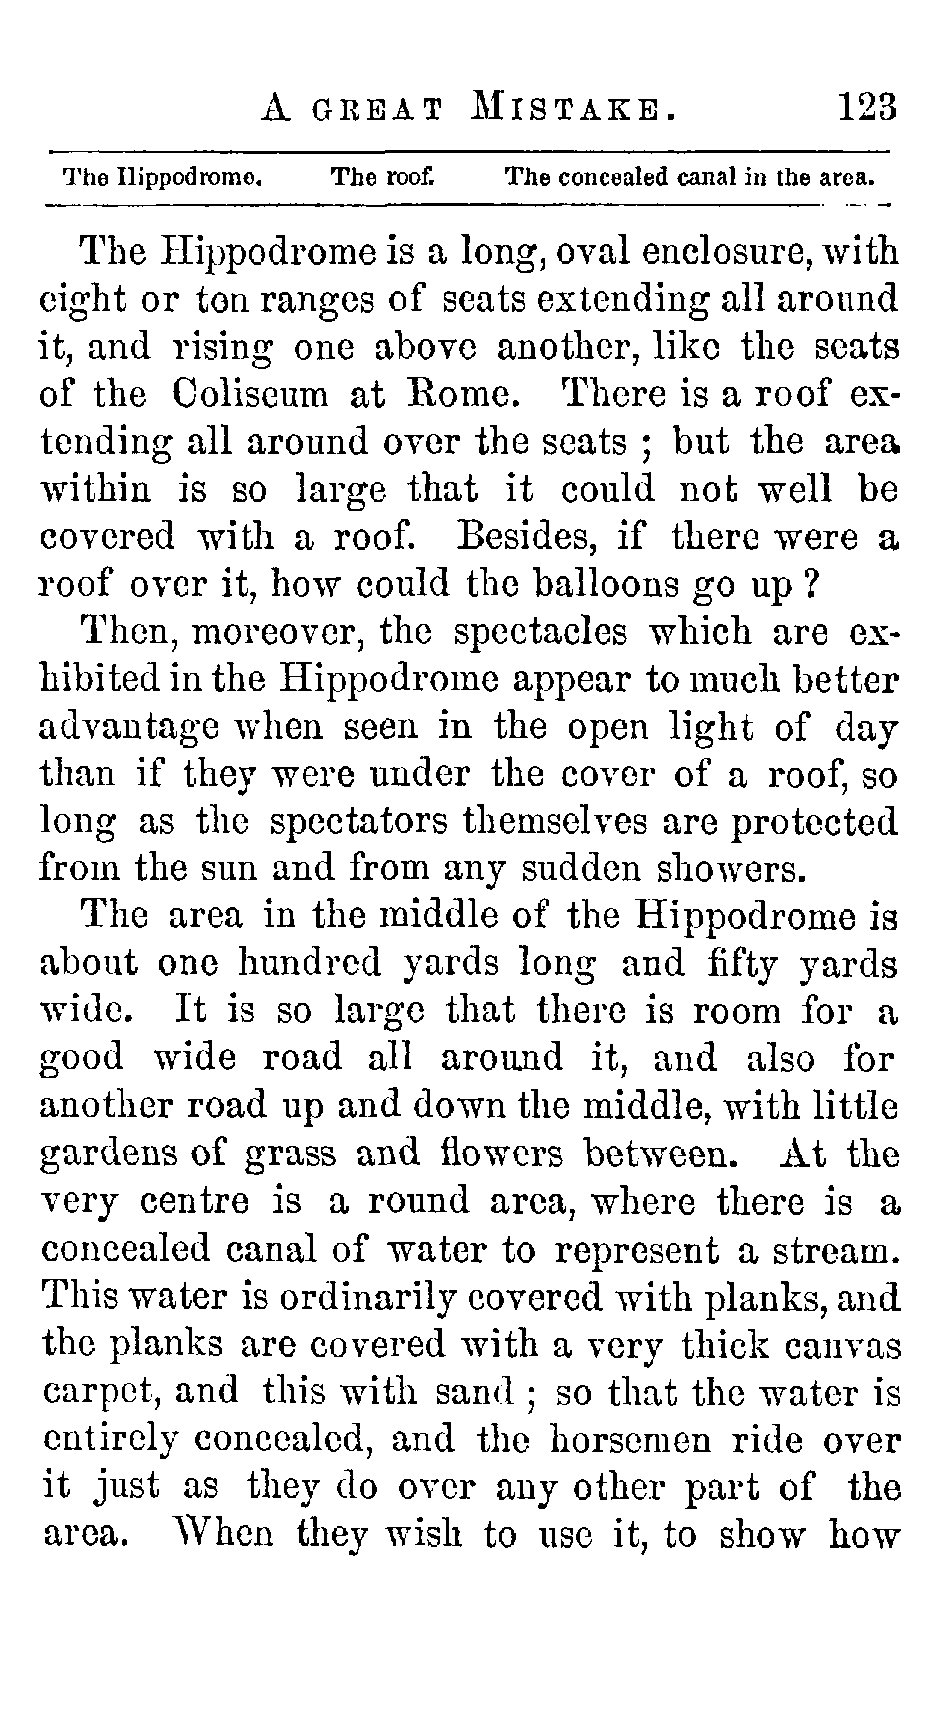 A GREAT MISTAKE. 123
The Hippodrome. The roof. The concealed canal in the area.
The Hippodrome is a long, oval enclosure, with
eight or ten ranges of seats extending all around
it, and rising one above another, like the seats
of the Coliseum at Rome. There is a roof ex-
tending all around over the seats ; but the area
within is so large that it could not well be
covered with a roof. Besides, if there were a
roof over it, how could the balloons go up ?
Then, moreover, the spectacles which are ex-
hibited in the Hippodrome appear to much better
advantage when seen in the open light of day
than if they were under the cover of a roof, so
long as the spectators themselves are protected
from the sun and from any sudden showers.
The area in the middle of the Hippodrome is
about one hundred yards long and fifty yards
wide. It is so large that there is room for a
good wide road all around it, and also for
another road up and down the middle, with little
gardens of grass and flowers between. At the
very centre is a round area, where there is a
concealed canal of water to represent a stream.
This water is ordinarily covered with planks, and
the planks are covered with a very thick canvas
carpet, and this with sand ; so that the water is
entirely concealed, and the horsemen ride over
it just as they do over any other part of the
area. When they wish to use it, to show how